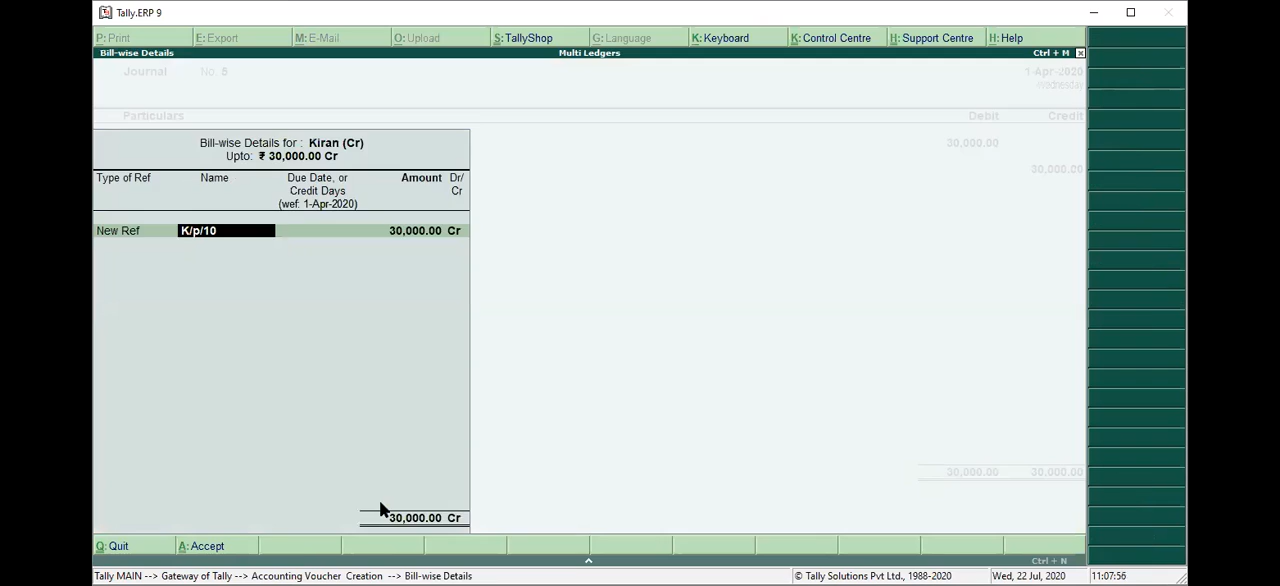 Tally.ERP 9
P: Print E: Export M: E-Mail O: Upload S: TallyShop G: Language K: Keyboard K: Control Centre H: Support Centre H: Help
Bill-wise Details Multi Ledgers Ctrl + M
Journal No. 5 1-Apr-2020
Wednesday
Particulars Debit Credit
Bill-wise Details for : Kiran (Cr)
Upto: ₹ 30,000.00 Cr
30,000.00
30,000.00
Type of Ref Name Due Date, or Amount Dr/
Credit Days Cr
(wef: 1-Apr-2020)
New Ref K/p/10 30,000.00 Cr
30,000.00 30,000.00
30,000.00 Cr
Q: Quit A: Accept
Ctrl + N
Tally MAIN --> Gateway of Tally --> Accounting Voucher Creation --> Bill-wise Details © Tally Solutions Pvt Ltd., 1988-2020 Wed, 22 Jul, 2020 11:07:56